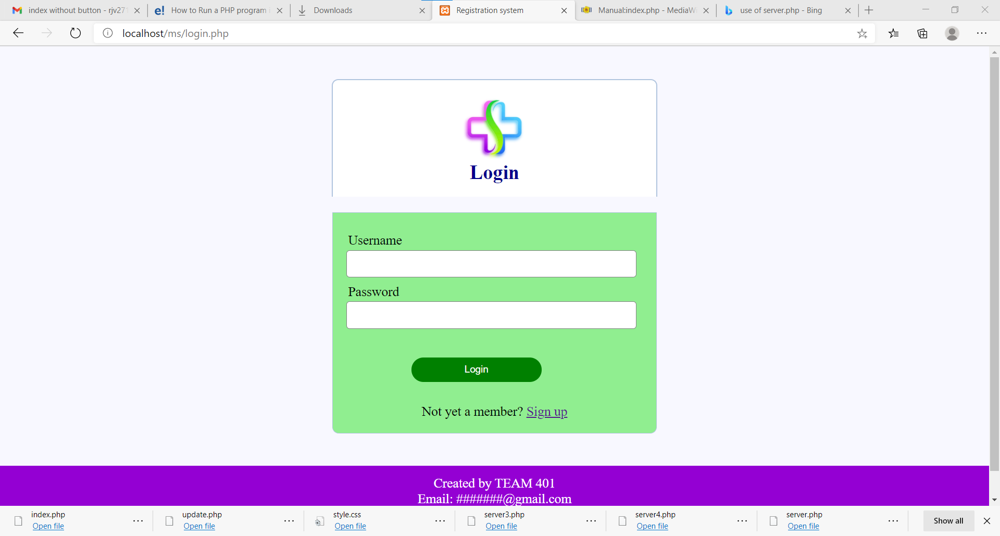 index without button - rjv27
How to Run a PHP program
Downloads
Registration system
Manual:index.php - MediaW
use of server.php - Bing
localhost/ms/login.php
Login
Username
Password
Login
Not yet a member? Sign up
Created by TEAM 401
Email: #######@gmail.com
index.php
Open file
update.php
Open file
style.css
Open file
server3.php
Open file
server4.php
Open file
server.php
Open file
Show all